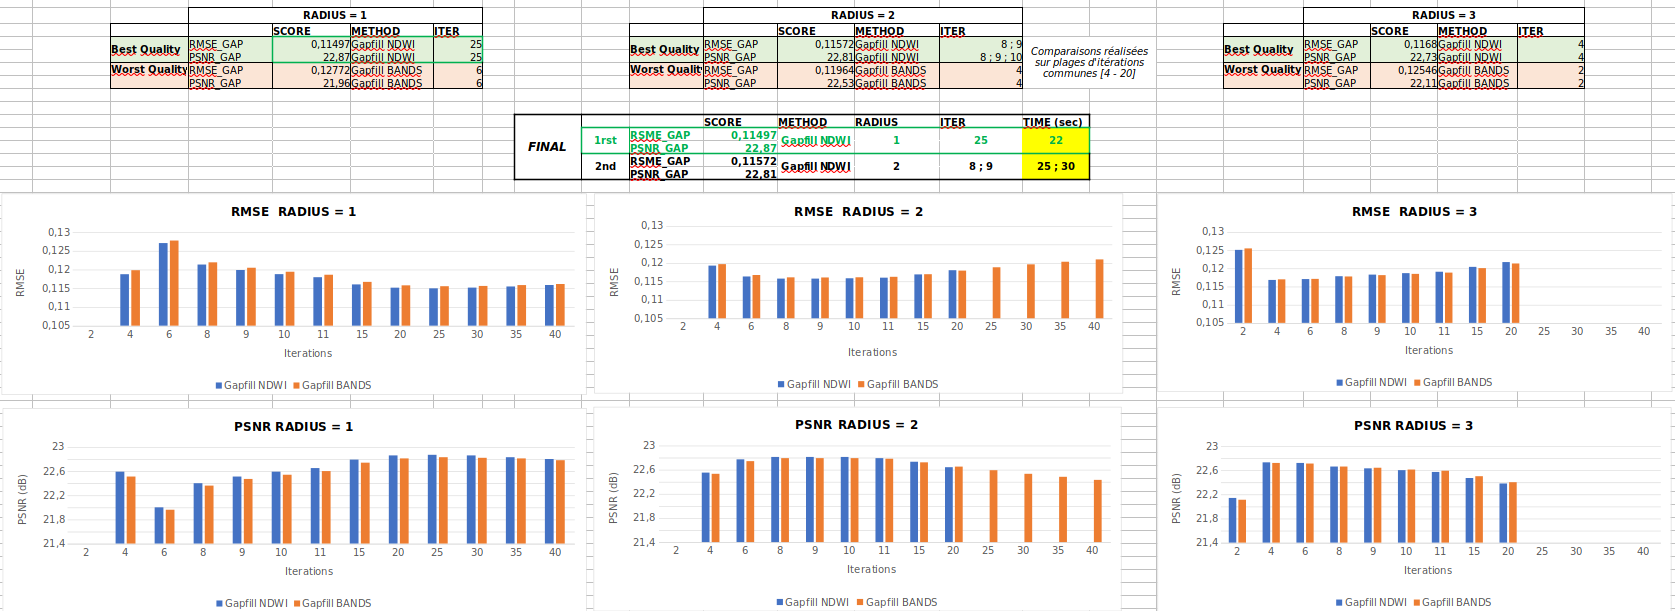 RADIUS = 1
SCORE METHOD ITER
Best Quality RMSE_GAP 0,11497 Gapfill NDWI 25
PSNR_GAP 22,87 Gapfill NDWI 25
Worst Quality RMSE_GAP 0,12772 Gapfill BANDS 6
PSNR_GAP 21,96 Gapfill BANDS 6
RADIUS = 2
SCORE METHOD ITER
Best Quality RMSE_GAP 0,11572 Gapfill NDWI 8 ; 9
PSNR_GAP 22,81 Gapfill NDWI 8 ; 9 ; 10
Worst Quality RMSE_GAP 0,11964 Gapfill BANDS 4
PSNR_GAP 22,53 Gapfill BANDS 4
Comparaisons réalisées
sur plages d'itérations
communes [4 - 20]
RADIUS = 3
SCORE METHOD ITER
Best Quality RMSE_GAP 0,1168 Gapfill NDWI 4
PSNR_GAP 22,73 Gapfill NDWI 4
Worst Quality RMSE_GAP 0,12546 Gapfill BANDS 2
PSNR_GAP 22,11 Gapfill BANDS 2
SCORE METHOD RADIUS ITER TIME (sec)
FINAL
1rst RSME_GAP 0,11497 Gapfill NDWI 1 25 22
PSNR_GAP 22,87
2nd RSME_GAP 0,11572 Gapfill NDWI 2 8 ; 9 25 ; 30
PSNR_GAP 22,81
RMSE RADIUS = 1
0,13
0,125
0,12
0,115
0,11
0,105
RMSE
2 4 6 8 9 10 11 15 20 25 30 35 40
Iterations
Gapfill NDWI Gapfill BANDS
RMSE RADIUS = 2
0,13
0,125
0,12
0,115
0,11
0,105
RMSE
2 4 6 8 9 10 11 15 20 25 30 35 40
Iterations
Gapfill NDWI Gapfill BANDS
RMSE RADIUS = 3
0,13
0,125
0,12
0,115
0,11
0,105
RMSE
2 4 6 8 9 10 11 15 20 25 30 35 40
Iterations
Gapfill NDWI Gapfill BANDS
PSNR RADIUS = 1
23
22,6
22,2
21,8
21,4
PSNR (dB)
2 4 6 8 9 10 11 15 20 25 30 35 40
Iterations
Gapfill NDWI Gapfill BANDS
PSNR RADIUS = 2
23
22,6
22,2
21,8
21,4
PSNR (dB)
2 4 6 8 9 10 11 15 20 25 30 35 40
Iterations
Gapfill NDWI Gapfill BANDS
PSNR RADIUS = 3
23
22,6
22,2
21,8
21,4
PSNR (dB)
2 4 6 8 9 10 11 15 20 25 30 35 40
Iterations
Gapfill NDWI Gapfill BANDS